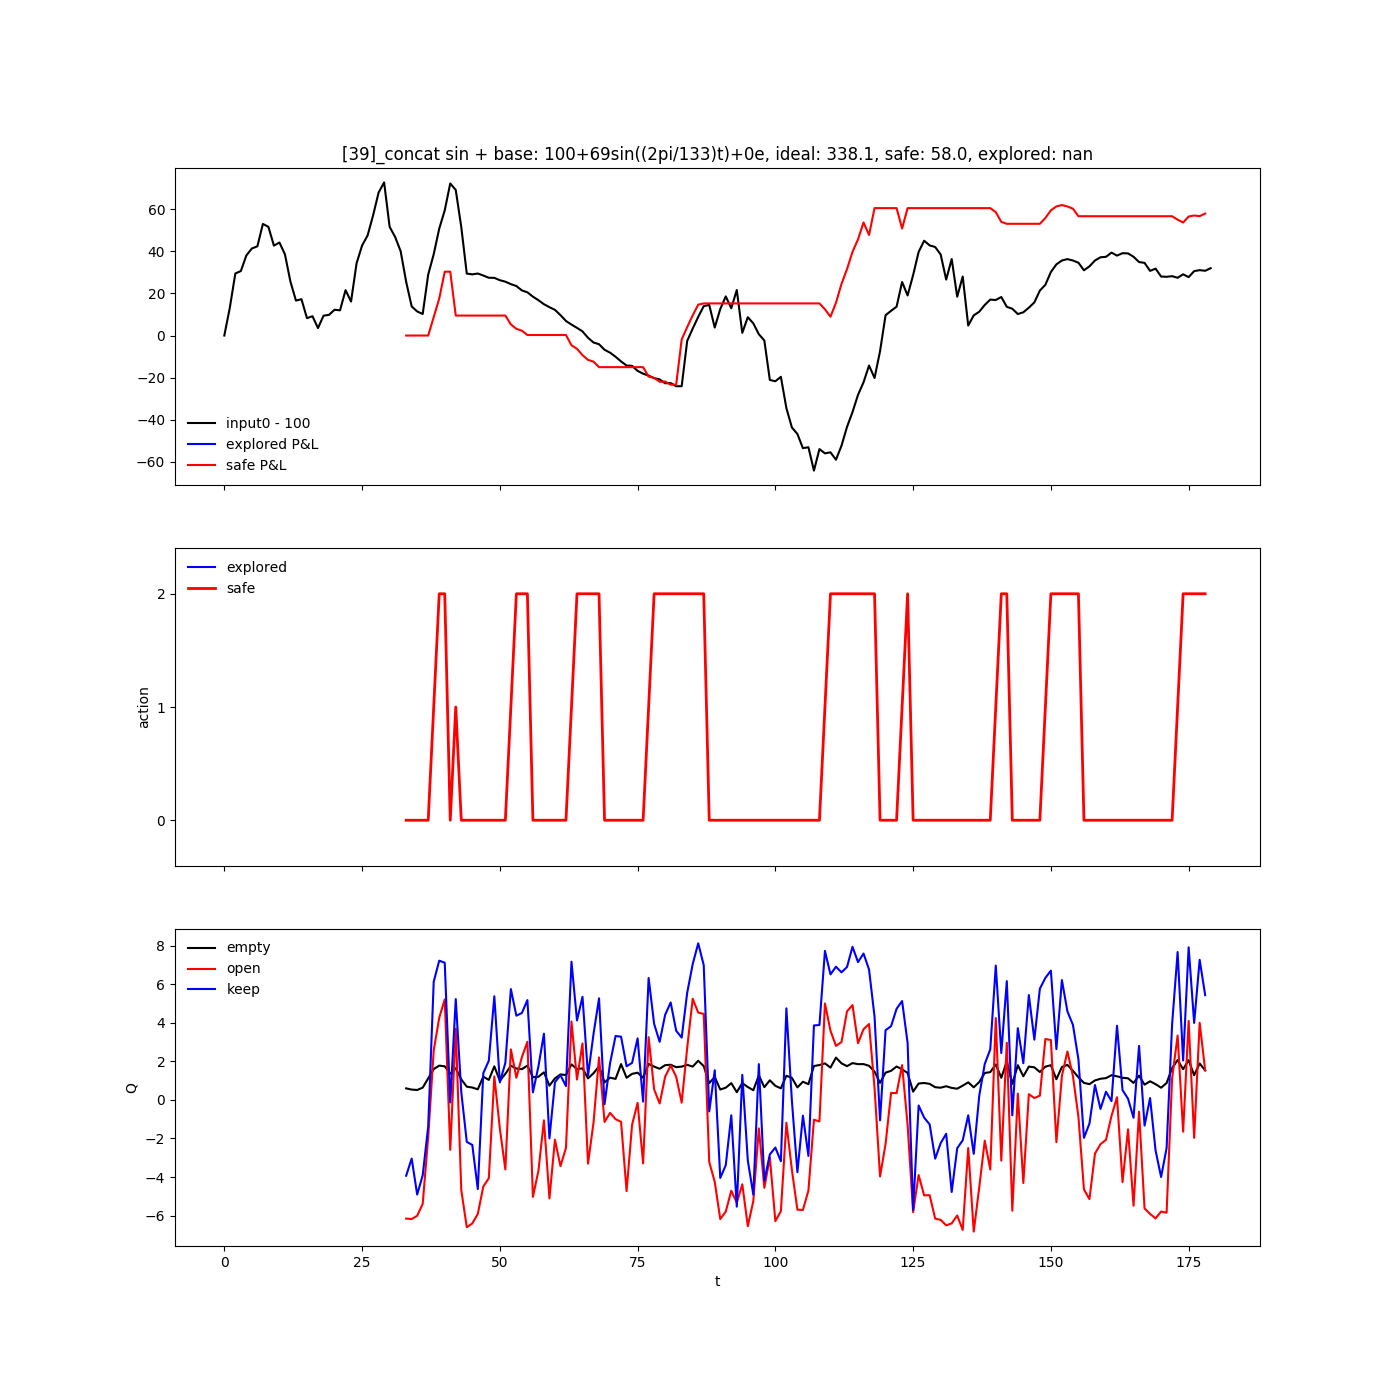 [39]_concat sin + base: 100+69sin((2pi/133)t)+0e, ideal: 338.1, safe: 58.0, explored: nan
60
40
20
0
−20
−40
−60
input0 - 100
explored P&L
safe P&L
explored
safe
2
1
0
action
empty
open
keep
8
6
4
2
0
−2
−4
−6
Q
0 25 50 75 100 125 150 175
t